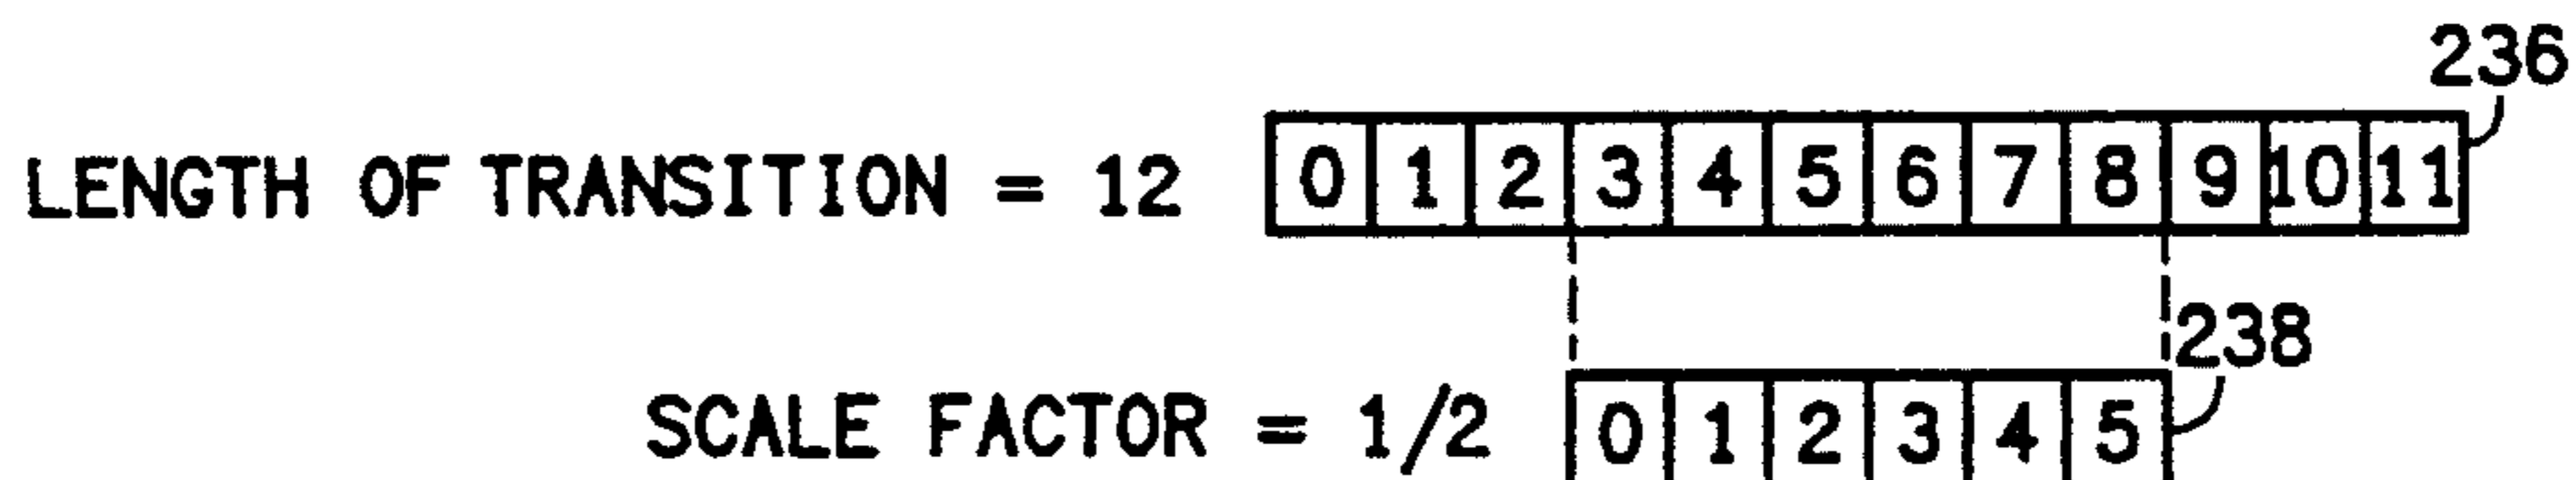 236
LENGTH OF TRANSITION = 12 0 1 2 3 4 5 6 7 8 9 10 11
238
SCALE FACTOR = 1/2 0 1 2 3 4 5